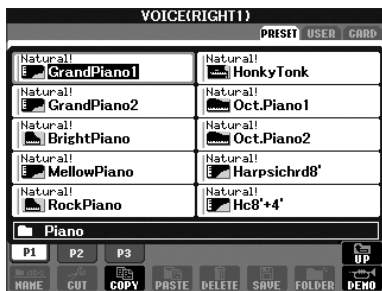 VOICE(RIGHT1)
PRESET USER CARD
Natural!
GrandPiano1
Natural!
HonkyTonk
Natural!
GrandPiano2
Natural!
Oct.Piano1
Natural!
BrightPiano
Natural!
Oct.Piano2
Natural!
MellowPiano
Natural!
Harpsichrd8'
Natural!
RockPiano
Natural!
Hc8'+4'
Piano
P1 P2 P3
UP
NAME CUT COPY PASTE DELETE SAVE FOLDER DEMO